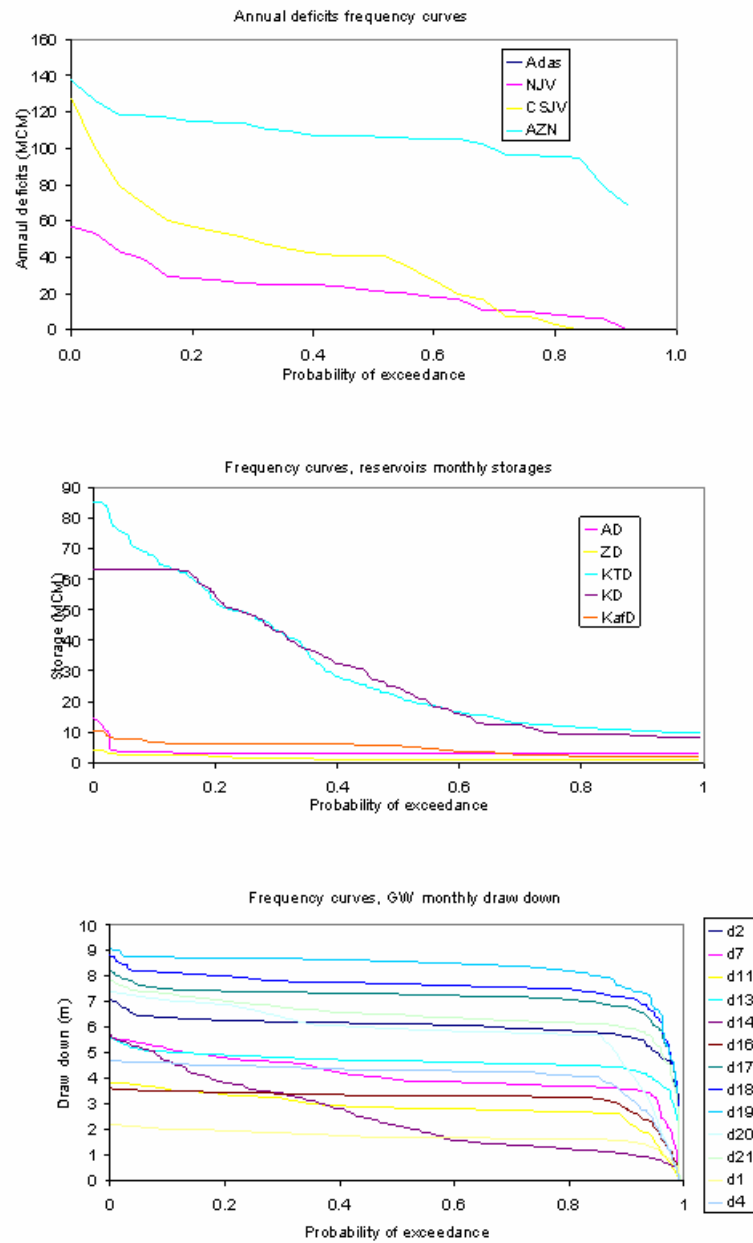 Annual deficits frequency curves
160
140
120
100
80
60
40
20
0
Annaul deficits (MCM)
Adas
NJV
CSJV
AZN
0.0 0.2 0.4 0.6 0.8 1.0
Probability of exceedance
Frequency curves, reservoirs monthly storages
90
80
70
60
50
40
30
20
10
0
Storage (MCM)
AD
ZD
KTD
KD
KafD
0 0.2 0.4 0.6 0.8 1
Probability of exceedance
Frequency curves, GW monthly draw down
10
9
8
7
6
5
4
3
2
1
0
Draw down (m)
d2
d7
d11
d13
d14
d16
d17
d18
d19
d20
d21
d1
d4
0 0.2 0.4 0.6 0.8 1
Probability of exceedance